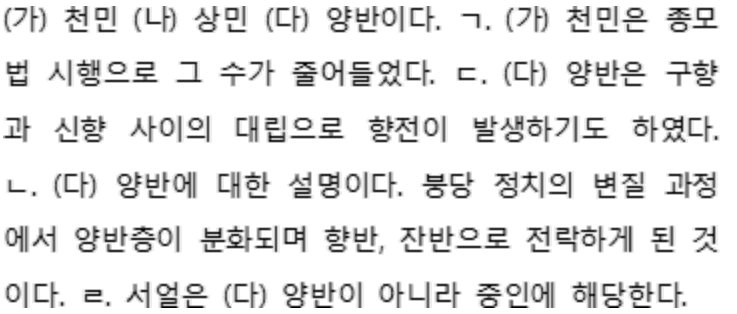 (가) 천민 (나) 상민 (다) 양반이다. ㄱ. (가) 천민은 종모
법 시행으로 그 수가 줄어들었다. ㄷ. (다) 양반은 구향
과 신향 사이의 대립으로 향전이 발생하기도 하였다.
ㄴ. (다) 양반에 대한 설명이다. 붕당 정치의 변질 과정
에서 양반층이 분화되며 향반, 잔반으로 전락하게 된 것
이다. ㄹ. 서얼은 (다) 양반이 아니라 중인에 해당한다.